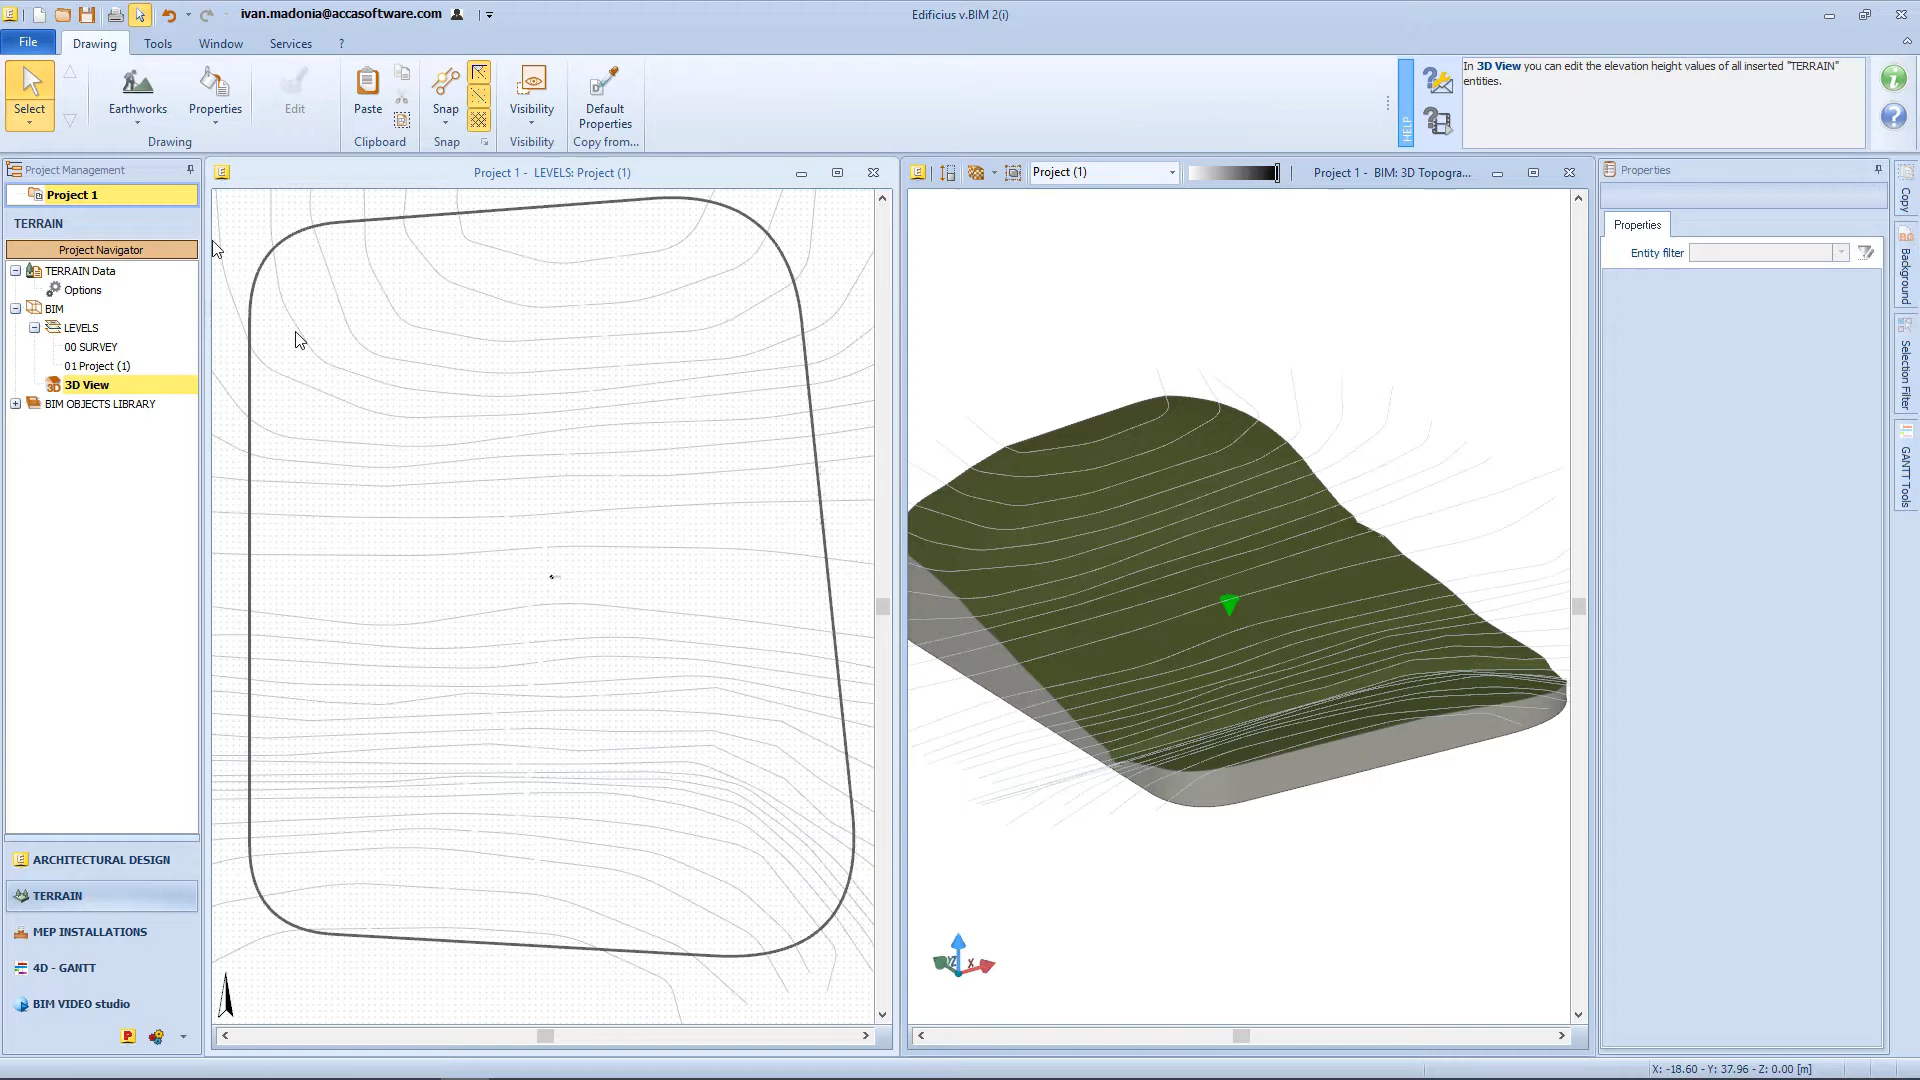 ivan.madonia@accasoftware.com
Edificius v.BIM 2(i)
File
Drawing
Tools
Window
Services
?
Select
Earthworks
Properties
Edit
Drawing
Paste
Clipboard
Snap
Snap
Visibility
Visibility
Default
Properties
Copy from...
HELP
In 3D View you can edit the elevation height values of all inserted "TERRAIN"
entities.
Project Management
Project 1
TERRAIN
Project Navigator
TERRAIN Data
Options
BIM
LEVELS
00 SURVEY
01 Project (1)
3D View
BIM OBJECTS LIBRARY
ARCHITECTURAL DESIGN
TERRAIN
MEP INSTALLATIONS
4D - GANTT
BIM VIDEO studio
Project 1 - LEVELS: Project (1)
Project (1)
Project 1 - BIM: 3D Topogra...
X
Properties
Properties
Entity filter
Copy
Background
Selection Filter
GANTT Tools
X: -18.60 - Y: 37.96 - Z: 0.00 [m]